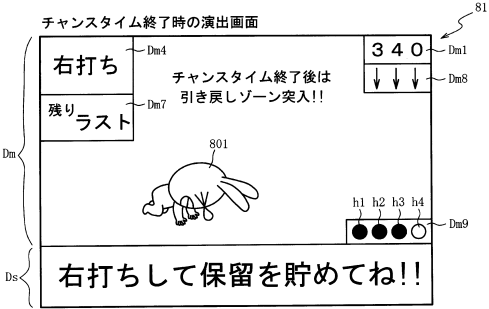 チャンスタイム終了時の演出画面
81
右打ち
Dm4
340
Dm1
チャンスタイム終了後は
引き戻しゾーン突入!!
↓↓↓
Dm8
残り
ラスト
Dm7
Dm
801
h1 h2 h3 h4
Dm9
Ds
右打ちして保留を貯めてね!!